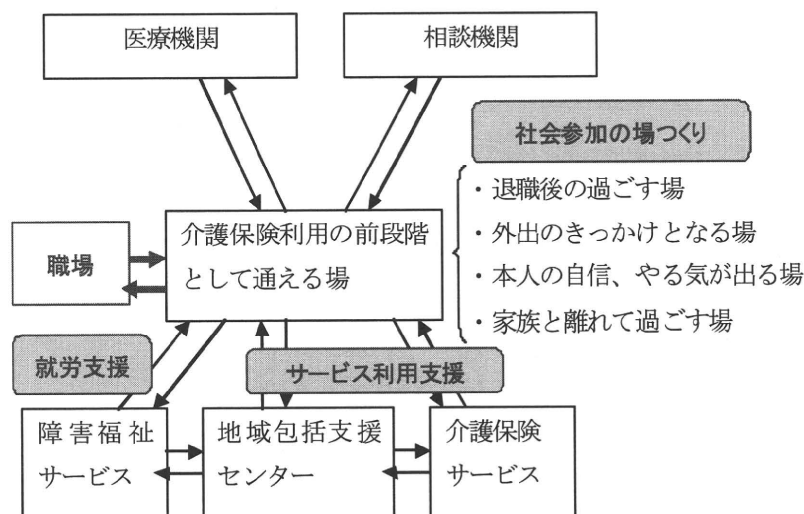 医療機関
相談機関
社会参加の場つくり
・退職後の過ごす場
・外出のきっかけとなる場
・本人の自信、やる気が出る場
・家族と離れて過ごす場
介護保険利用の前段階
として通える場
職場
就労支援
サービス利用支援
障害福祉
サービス
地域包括支援
センター
介護保険
サービス